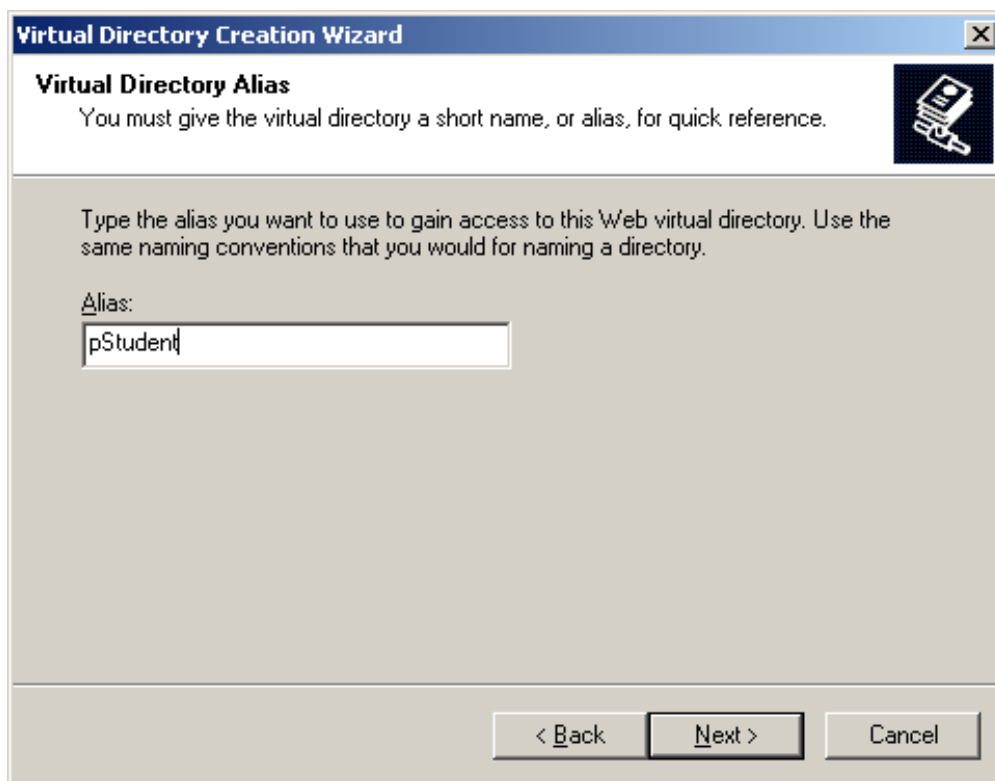 Virtual Directory Creation Wizard
Virtual Directory Alias
You must give the virtual directory a short name, or alias, for quick reference.
Type the alias you want to use to gain access to this Web virtual directory. Use the
same naming conventions that you would for naming a directory.
Alias:
pStudent
< Back Next > Cancel